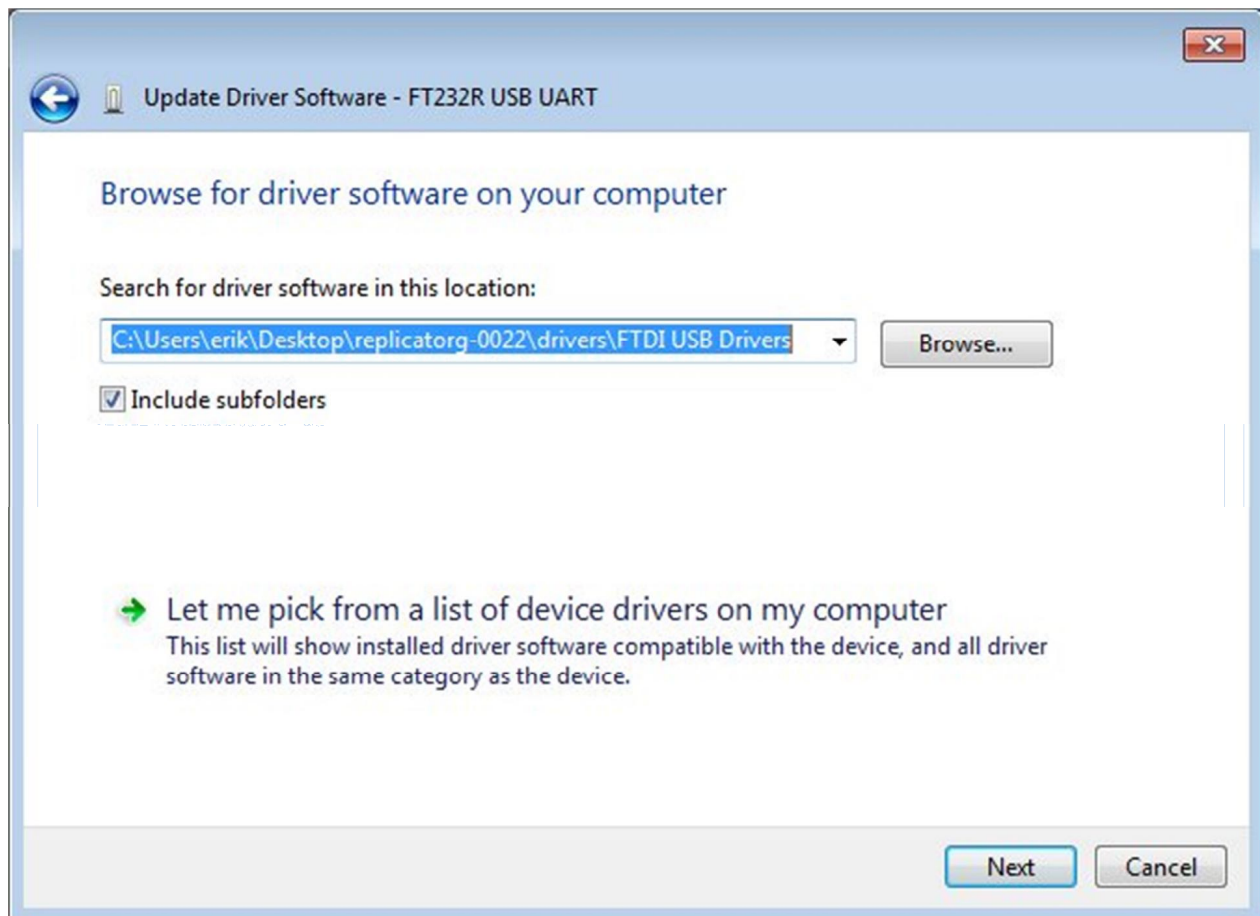 Update Driver Software - FT232R USB UART
Browse for driver software on your computer
Search for driver software in this location:
C:\Users\erik\Desktop\replicatorg-0022\drivers\FTDI USB Drivers
Browse...
Include subfolders
Let me pick from a list of device drivers on my computer
This list will show installed driver software compatible with the device, and all driver
software in the same category as the device.
Next
Cancel